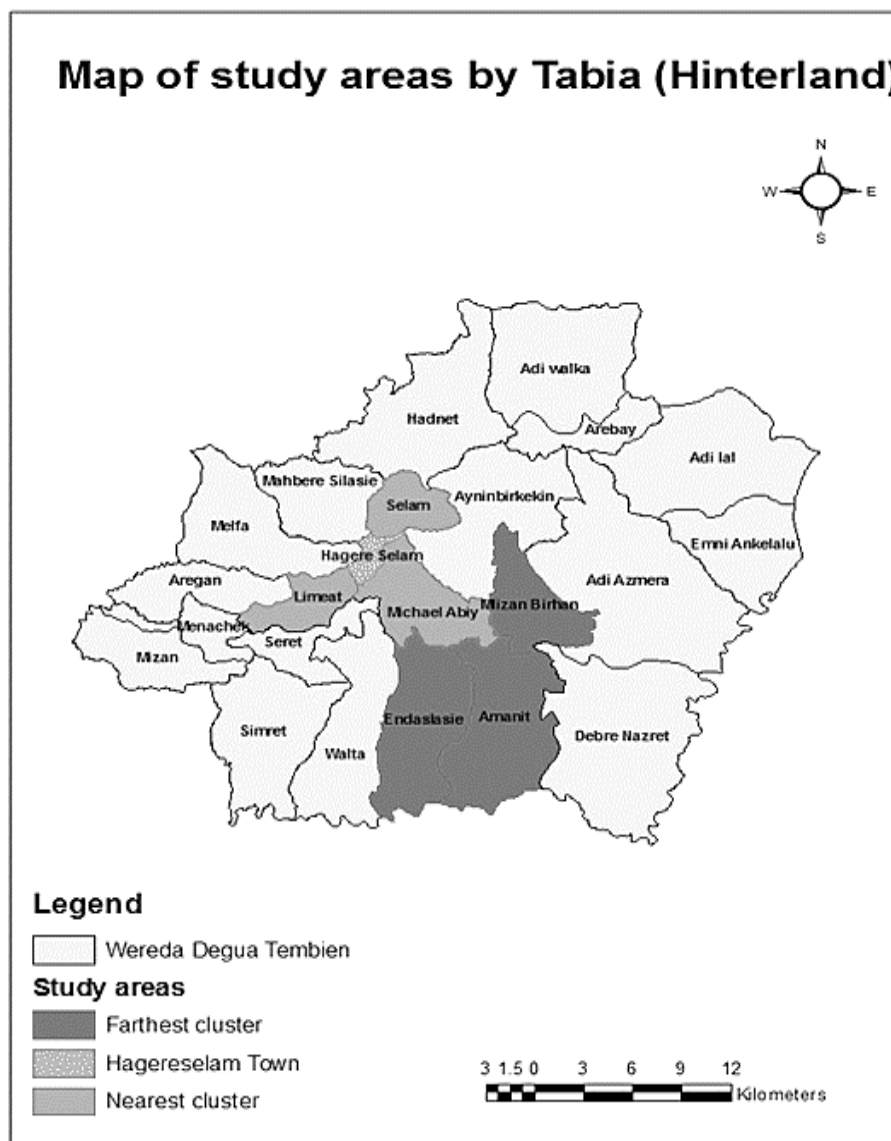 Map of study areas by Tabia (Hinterland)
N
W E
S
Adi walka
Hadnet
Arebay
Adi lal
Mahbere Silasie
Ayninbirkekin
Selam
Melfa
Emni Ankelalu
Hagere Selam
Aregan
Adi Azmera
Limeat
Michael Abiy
Mizan Birhan
Menachek
Seret
Mizan
Endaslasie
Amanit
Simret
Debre Nazret
Walta
Legend
Wereda Degua Tembien
Study areas
Farthest cluster
Hagereselam Town
Nearest cluster
3 1.5 0 3 6 9 12
Kilometers